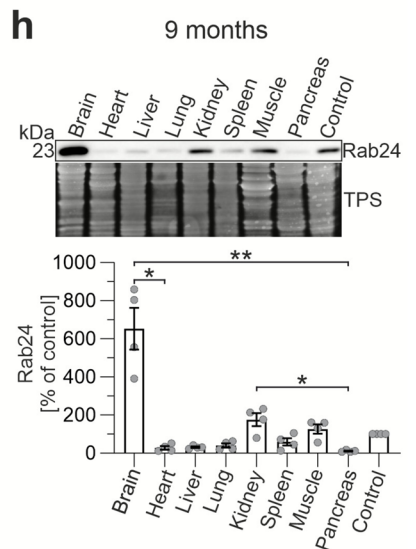 h
9 months
Brain Heart Liver Lung Kidney Spleen Muscle Pancreas Control
kDa
23 Rab24
TPS
**
*
*
1000
800
600
400
200
0
Rab24
[% of control]
Brain Heart Liver Lung Kidney Spleen Muscle Pancreas Control